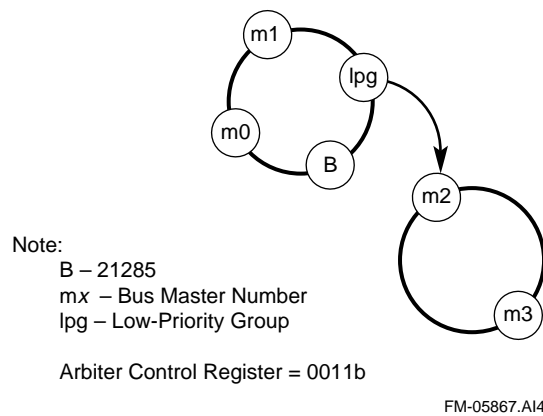 m1
lpg
m0
B
m2
m3
Note:
B – 21285
mx – Bus Master Number
lpg – Low-Priority Group
Arbiter Control Register = 0011b
FM-05867.AI4